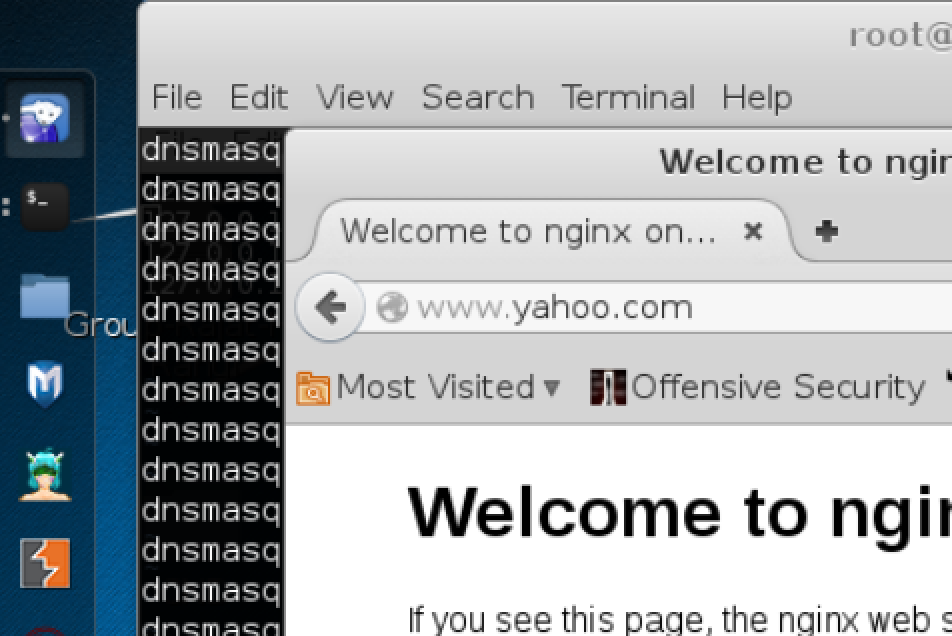 root@
File Edit View Search Terminal Help
dnsmasq
Welcome to ngin
dnsmasq
$_
dnsmasq
Welcome to nginx on...
dnsmasq
dnsmasq
www.yahoo.com
Grou
dnsmasq
dnsmasq
Most Visited Offensive Security
dnsmasq
dnsmasq
dnsmasq
Welcome to ngin
dnsmasq
dnsmasq
dnsmasq
If you see this page, the nginx web s